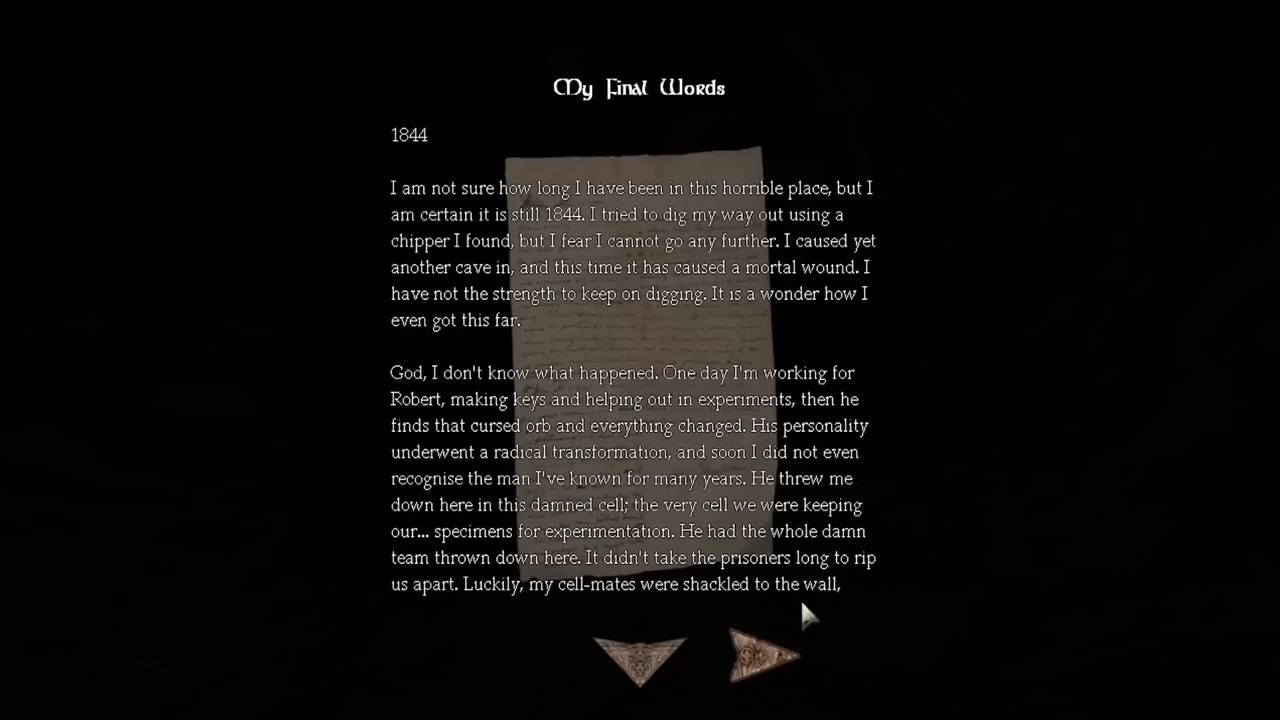 My Final Words
1844
I am not sure how long I have been in this horrible place, but I
am certain it is still 1844. I tried to dig my way out using a
chipper I found, but I fear I cannot go any further. I caused yet
another cave in, and this time it has caused a mortal wound. I
have not the strength to keep on digging. It is a wonder how I
even got this far.
God, I don't know what happened. One day I'm working for
Robert, making keys and helping out in experiments, then he
finds that cursed orb and everything changed. His personality
underwent a radical transformation, and soon I did not even
recognise the man I've known for many years. He threw me
down here in this damned cell; the very cell we were keeping
our... specimens for experimentation. He had the whole damn
team thrown down here. It didn't take the prisoners long to rip
us apart. Luckily, my cell-mates were shackled to the wall,